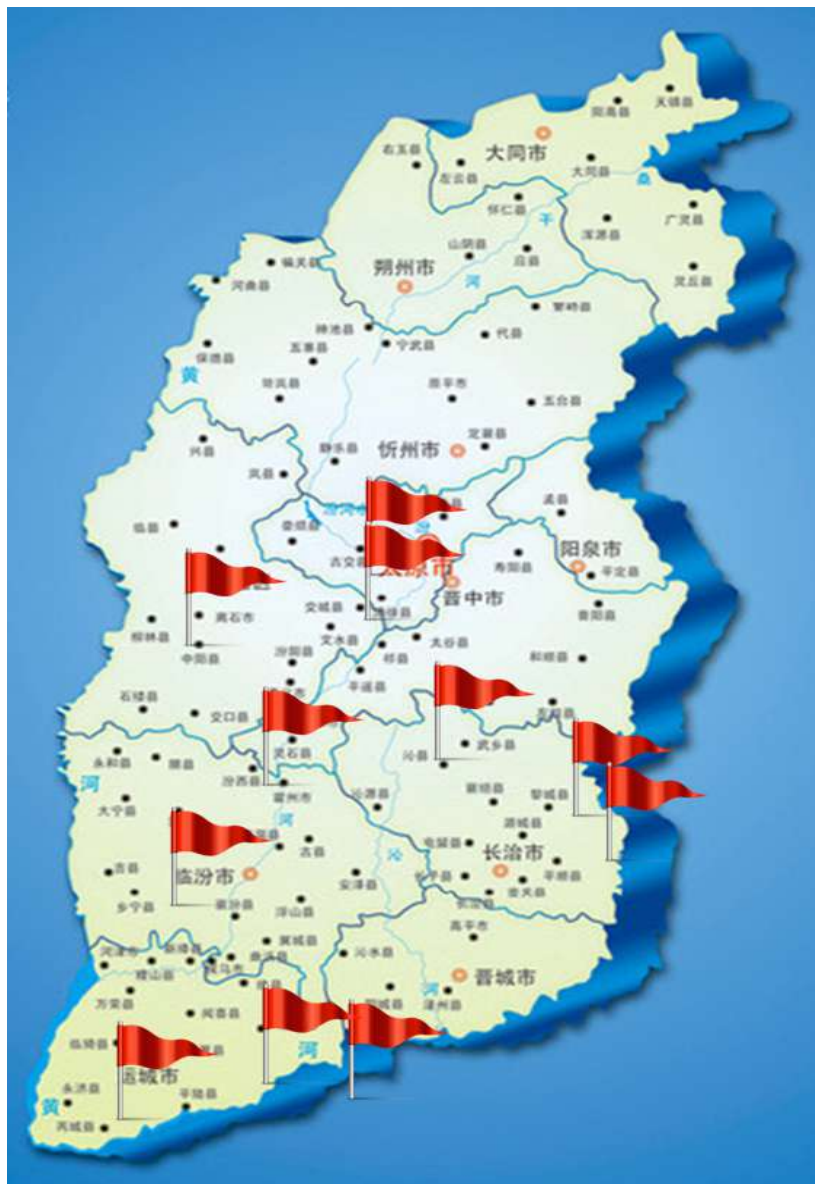 天镇县
阳高县
大同市
右玉县
左云县
大同县
桑
怀仁县
广灵县
干
浑源县
山阴县
应县
朔州市
偏关县
灵丘县
河
河曲县
繁峙县
神池县
代县
宁武县
五寨县
保德县
黄
岢岚县
原平市
五台县
定襄县
静乐县
忻州市
兴县
岚县
县
盂县
临县
汾河水
娄烦县
汾
阳泉市
古交
寿阳县
太原市
平定县
晋中市
交城县
昔阳县
离石市
柳林县
文水县
太谷县
祁县
汾阳县
中阳县
和顺县
平遥县
石楼县
交口县
市
灵石县
沁县
武乡县
永和县
隰县
汾西县
河
霍州市
沁源县
襄垣县
黎城县
大宁县
河
潞城县
古县
屯留县
沁
长治市
吉县
临汾市
安泽县
长子县
平顺县
壶关县
乡宁县
襄汾县
浮山县
高平市
翼城县
河津市
新绛县
曲沃县
沁水县
稷山县
侯马市
晋城市
万荣县
河
泽州县
闻喜县
临猗县
县
河
运城市
永济县
黄
平陆县
芮城县